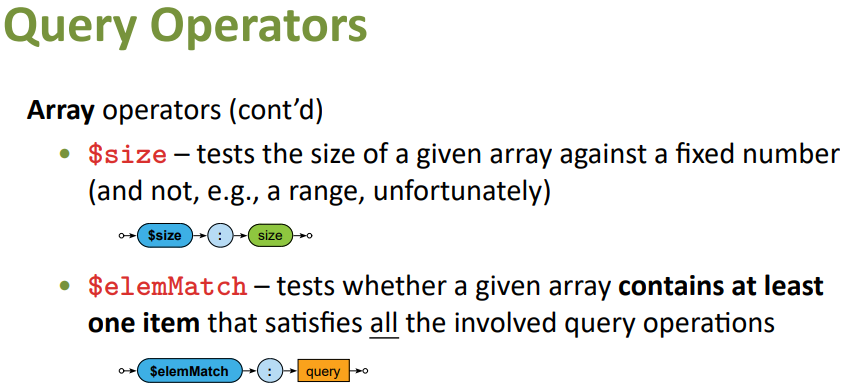 Query Operators
Array operators (cont’d)
• $size – tests the size of a given array against a fixed number
(and not, e.g., a range, unfortunately)
$size : size
• $elemMatch – tests whether a given array contains at least
one item that satisfies all the involved query operations
$elemMatch : query